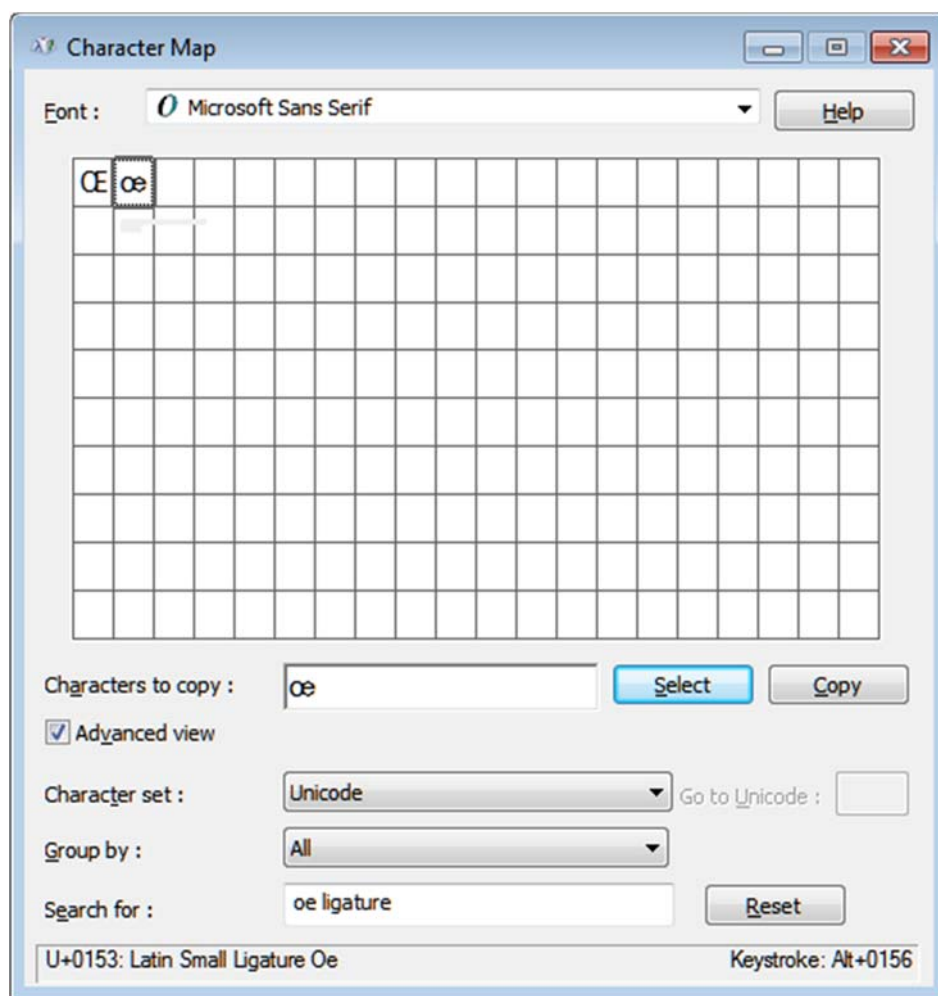 Character Map
Font : O Microsoft Sans Serif Help
Œ œ
Characters to copy : œ Select Copy
Advanced view
Character set : Unicode Go to Unicode :
Group by : All
Search for : oe ligature Reset
U+0153: Latin Small Ligature Oe Keystroke: Alt+0156